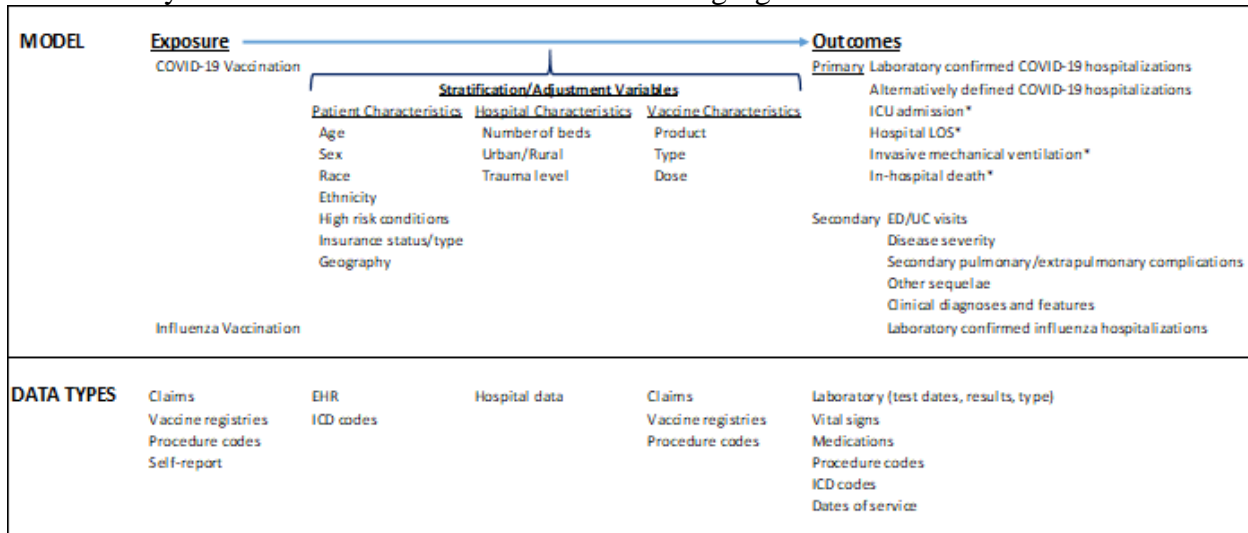 MODEL
Exposure
Outcomes
COVID-19 Vaccination
Primary Laboratory confirmed COVID-19 hospitalizations
Stratification/Adjustment Variables
Alternatively defined COVID-19 hospitalizations
Patient Characteristics Hospital Characteristics Vaccine Characteristics
ICU admission*
Age Number of beds Product
Hospital LOS*
Sex Urban/Rural Type
Invasive mechanical ventilation*
Race Trauma level Dose
In-hospital death*
Ethnicity
High risk conditions
Secondary ED/UC visits
Insurance status/type
Disease severity
Geography
Secondary pulmonary/extrapulmonary complications
Other sequelae
Clinical diagnoses and features
Influenza Vaccination
Laboratory confirmed influenza hospitalizations
DATA TYPES
Claims EHR Hospital data Claims Laboratory (test dates, results, type)
Vaccine registries ICD codes Vaccine registries Vital signs
Procedure codes Procedure codes Medications
Self-report Procedure codes
ICD codes
Dates of service